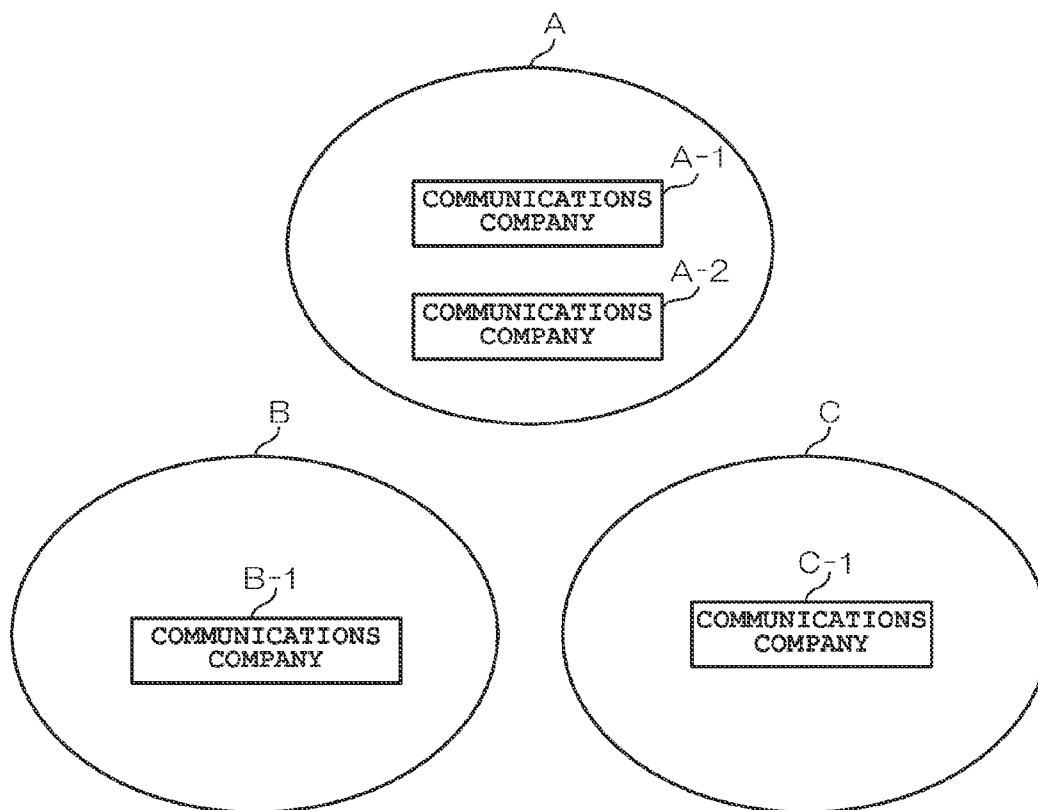 A
A-1
COMMUNICATIONS
COMPANY
A-2
COMMUNICATIONS
COMPANY
B
C
B-1
COMMUNICATIONS
COMPANY
C-1
COMMUNICATIONS
COMPANY